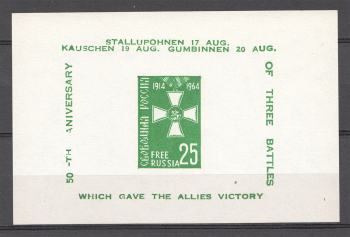 STALLUPOHNEN 17 AUG.
KAUSCHEN 19 AUG. GUMBINNEN 20 AUG.
50 -TH ANIVERSARY
OF THREE BATTLES
1914 1964
СВОБОДНАЯ РОССИЯ
FREE
RUSSIA 25
WHICH GAVE THE ALLIES VICTORY